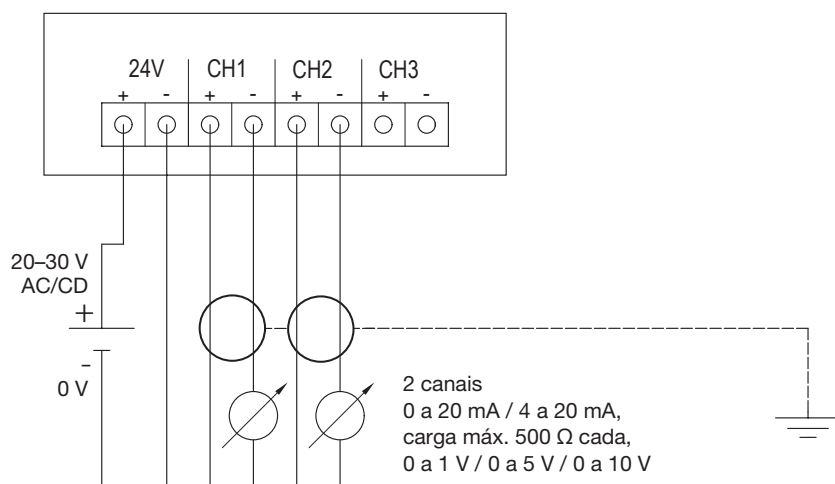 24V CH1 CH2 CH3
+ - + - + - + -
20–30 V
AC/CD
+
-
0 V
2 canais
0 a 20 mA / 4 a 20 mA,
carga máx. 500 Ω cada,
0 a 1 V / 0 a 5 V / 0 a 10 V